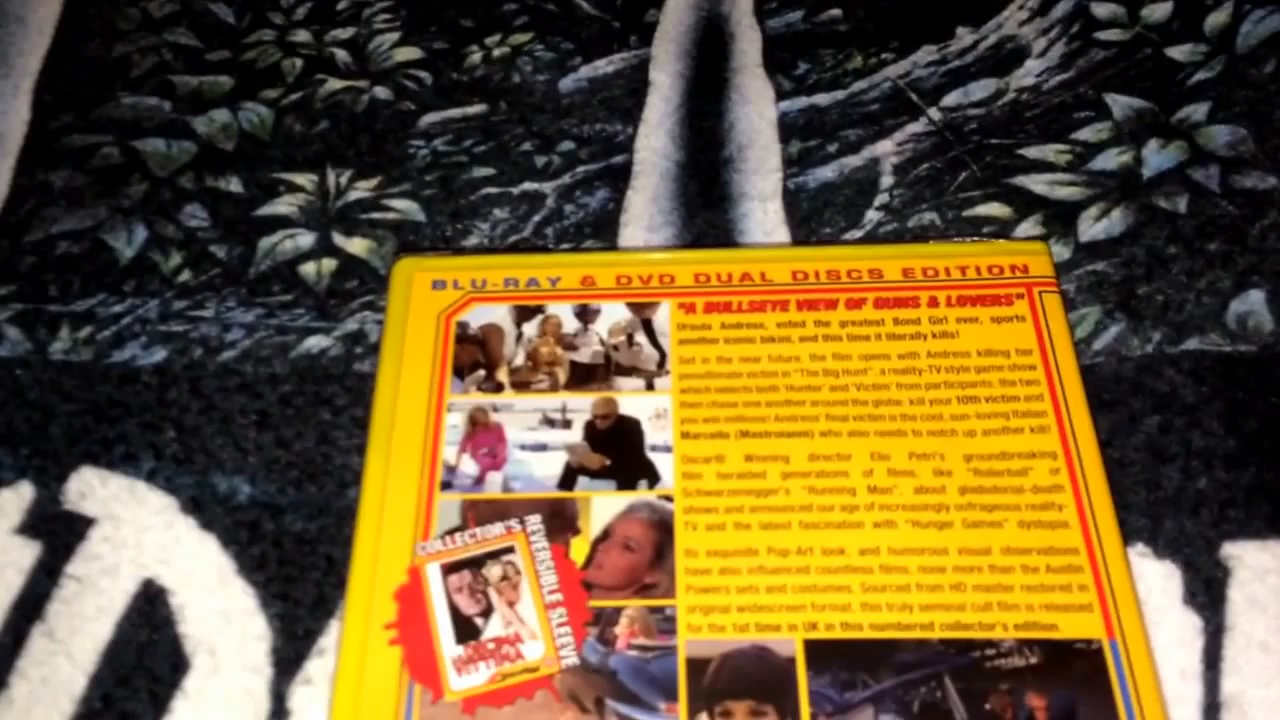 BLU-RAY & DVD DUAL DISCS EDITION
"A BULLSEYE VIEW OF GUNS & LOVERS"
Ursula Andress, voted the greatest Bond Girl ever, sports
another iconic bikini, and this time it literally kills!
Set in the near future, the film opens with Andress killing her
penultimate victim in "The Big Hunt", a reality-TV style game show
which selects both 'Hunter' and 'Victim' from participants; the two
then chase one another around the globe: kill your 10th victim and
you win millions! Andress' final victim is the cool, sun-loving Italian
Marcello (Mastroianni) who also needs to notch up another kill!
Oscar® Winning director Elio Petri's groundbreaking
film heralded generations of films, like "Rollerball" or
Schwarzenegger's "Running Man", about gladiatorial-death
shows and announced our age of increasingly outrageous reality-
TV and the latest fascination with "Hunger Games" dystopia.
Its exquisite Pop-Art look, and humorous visual observations
have also influenced countless films, none more than the Austin
Powers sets and costumes. Sourced from HD master restored in
original widescreen format, this truly seminal cult film is released
for the 1st time in UK in this numbered collector's edition.
COLLECTOR'S
REVERSIBLE SLEEVE
DECIMA
VITTIMA